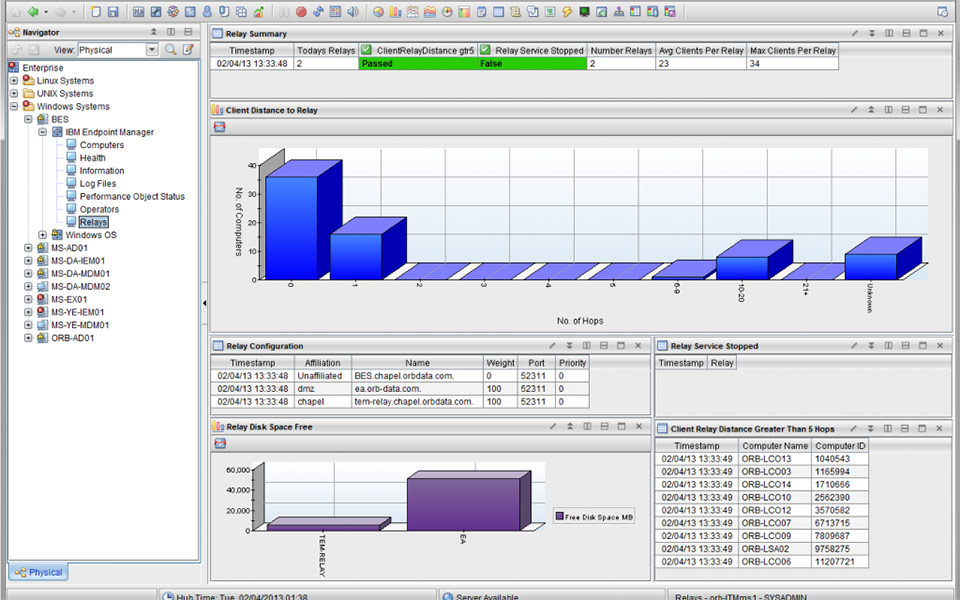 Navigator
View: Physical
Enterprise
Linux Systems
UNIX Systems
Windows Systems
BES
IBM Endpoint Manager
Computers
Health
Information
Log Files
Performance Object Status
Operators
Relays
Windows OS
MS-AD01
MS-DA-IEM01
MS-DA-MDM01
MS-DA-MDM02
MS-EX01
MS-YE-IEM01
MS-YE-MDM01
ORB-AD01
Physical
Relay Summary
Timestamp Todays Relays ClientRelayDistance gtr5 Relay Service Stopped Number Relays Avg Clients Per Relay Max Clients Per Relay
02/04/13 13:33:48 2 Passed False 2 23 34
Client Distance to Relay
No. of Computers
40
30
20
10
0
0 1 2 3 4 5 6-9 10-20 21+ Unknown
No. of Hops
Relay Configuration
Timestamp Affiliation Name Weight Port Priority
02/04/13 13:33:48 Unaffiliated BES.chapel.orbdata.com. 0 52311 0
02/04/13 13:33:48 dmz ea.orb-data.com. 100 52311 0
02/04/13 13:33:48 chapel tem-relay.chapel.orbdata.com. 100 52311 0
Relay Service Stopped
Timestamp Relay
Relay Disk Space Free
60,000
40,000
20,000
0
TEM-RELAY EA
Free Disk Space MB
Client Relay Distance Greater Than 5 Hops
Timestamp Computer Name Computer ID
02/04/13 13:33:49 ORB-LCO13 1040543
02/04/13 13:33:49 ORB-LCO03 1165994
02/04/13 13:33:49 ORB-LCO14 1710666
02/04/13 13:33:49 ORB-LCO10 2562390
02/04/13 13:33:49 ORB-LCO12 3570582
02/04/13 13:33:49 ORB-LCO07 6713715
02/04/13 13:33:49 ORB-LCO09 7809687
02/04/13 13:33:49 ORB-LSA02 9758275
02/04/13 13:33:49 ORB-LCO06 11207721
Hub Time: Tue, 02/04/2013 01:38 Server Available Relays - orb-ITMms1 - SYSADMIN